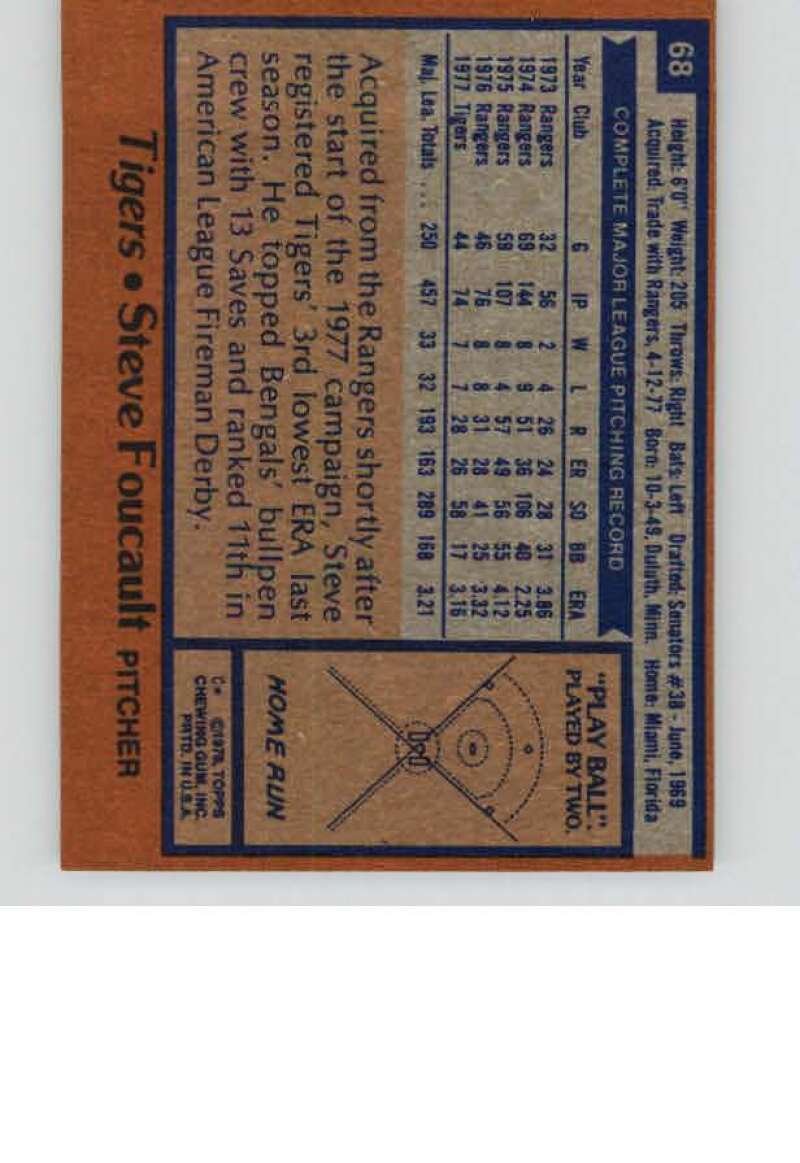 68
Height: 6'0" Weight: 205 Throws: Right Bats: Left Drafted: Senators #38 - June, 1969
Acquired: Trade with Rangers, 4-12-77 Born: 10-3-49, Duluth, Minn. Home: Miami, Florida
COMPLETE MAJOR LEAGUE PITCHING RECORD
Year Club G IP W L R ER SO BB ERA
1973 Rangers 32 56 2 4 26 24 28 31 3.86
1974 Rangers 69 144 8 9 51 36 106 40 2.25
1975 Rangers 59 107 8 4 57 49 56 55 4.12
1976 Rangers 46 76 8 8 31 28 41 25 3.32
1977 Tigers 44 74 7 7 28 26 58 17 3.16
Maj. Lea. Totals ... 250 457 33 32 193 163 289 168 3.21
Acquired from the Rangers shortly after
the start of the 1977 campaign, Steve
registered Tigers' 3rd lowest ERA last
season. He topped Bengals' bullpen
crew with 13 Saves and ranked 11th in
American League Fireman Derby.
"PLAY BALL"
PLAYED BY TWO.
HOME RUN
C* ©1978, TOPPS
CHEWING GUM, INC.
PRTD. IN U.S.A.
Tigers • Steve Foucault PITCHER